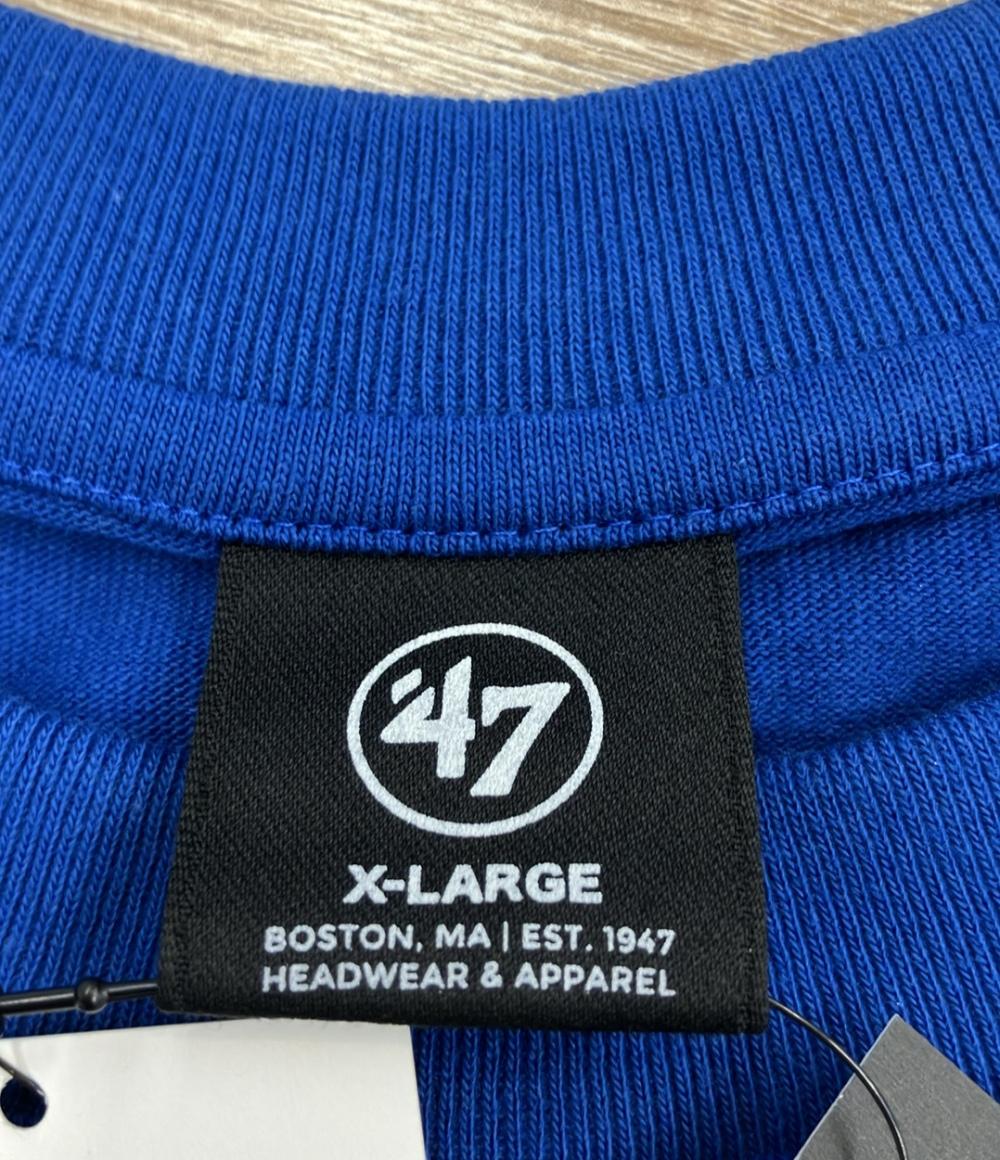 '47
X-LARGE
BOSTON, MA | EST. 1947
HEADWEAR & APPAREL